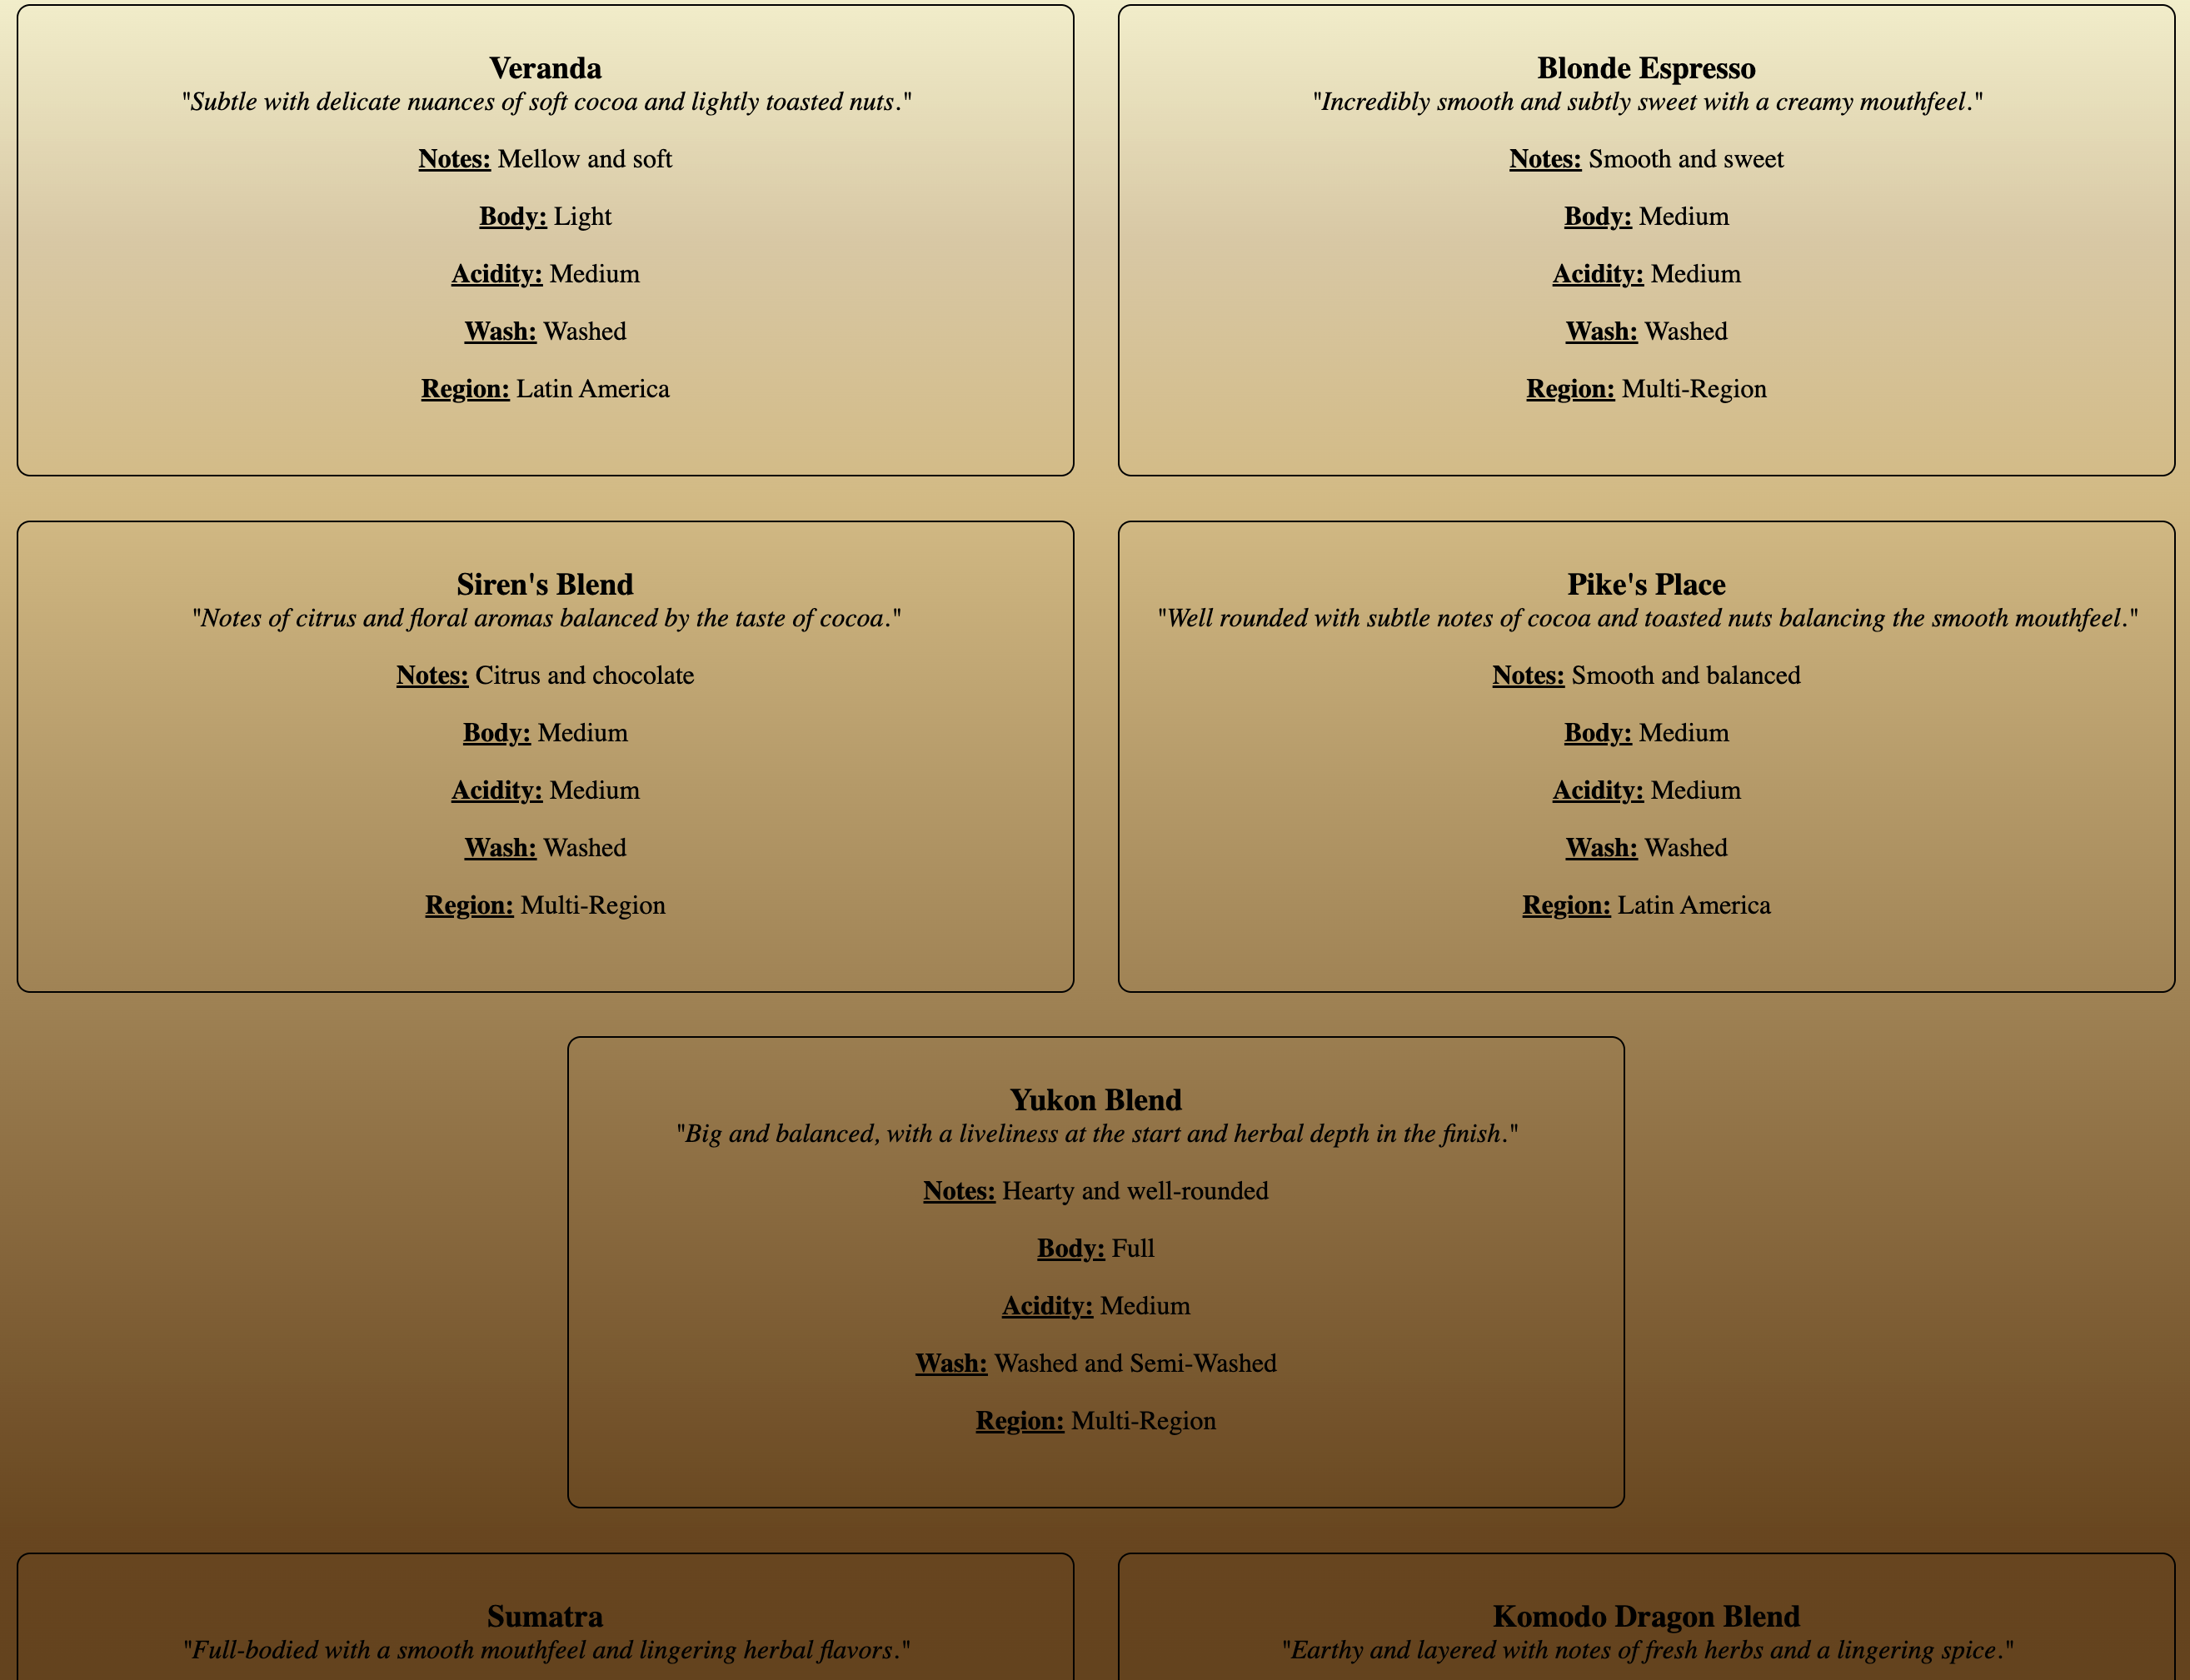 Veranda
"Subtle with delicate nuances of soft cocoa and lightly toasted nuts."
Notes: Mellow and soft
Body: Light
Acidity: Medium
Wash: Washed
Region: Latin America
Blonde Espresso
"Incredibly smooth and subtly sweet with a creamy mouthfeel."
Notes: Smooth and sweet
Body: Medium
Acidity: Medium
Wash: Washed
Region: Multi-Region
Siren's Blend
"Notes of citrus and floral aromas balanced by the taste of cocoa."
Notes: Citrus and chocolate
Body: Medium
Acidity: Medium
Wash: Washed
Region: Multi-Region
Pike's Place
"Well rounded with subtle notes of cocoa and toasted nuts balancing the smooth mouthfeel."
Notes: Smooth and balanced
Body: Medium
Acidity: Medium
Wash: Washed
Region: Latin America
Yukon Blend
"Big and balanced, with a liveliness at the start and herbal depth in the finish."
Notes: Hearty and well-rounded
Body: Full
Acidity: Medium
Wash: Washed and Semi-Washed
Region: Multi-Region
Sumatra
"Full-bodied with a smooth mouthfeel and lingering herbal flavors."
Komodo Dragon Blend
"Earthy and layered with notes of fresh herbs and a lingering spice."